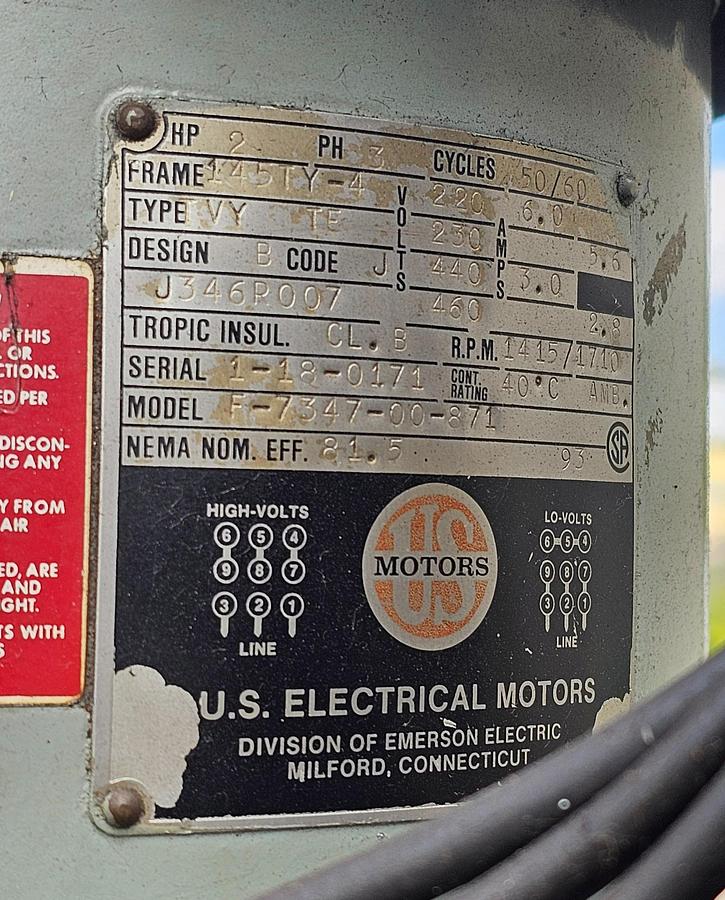 HP 2 PH 3 CYCLES 50/60
FRAME 145TY-4 VOLTS 220 AMPS 6.0
TYPE TVY TE 230 5.6
DESIGN B CODE J 440 3.0
J346P007 460 2.8
TROPIC INSUL. CL.B R.P.M. 1415/1710
SERIAL 1-18-0171 CONT. RATING 40°C AMB.
MODEL F-7347-00-871
NEMA NOM. EFF. 81.5 93 SA
HIGH-VOLTS
6 5 4
9 8 7
3 2 1
LINE
US
MOTORS
LO-VOLTS
6 5 4
9 8 7
3 2 1
LINE
U.S. ELECTRICAL MOTORS
DIVISION OF EMERSON ELECTRIC
MILFORD, CONNECTICUT
OF THIS
OR
CTIONS.
ED PER
DISCON-
NG ANY
Y FROM
AIR
ED, ARE
AND
GHT.
TS WITH
S